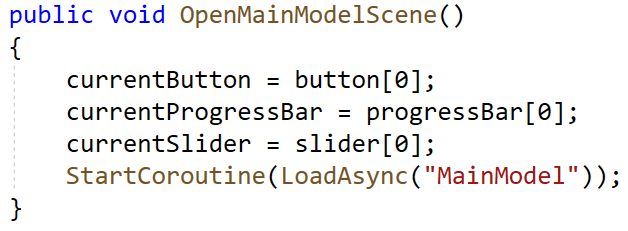 public void OpenMainModelScene()
{
    currentButton = button[0];
    currentProgressBar = progressBar[0];
    currentSlider = slider[0];
    StartCoroutine(LoadAsync("MainModel"));
}